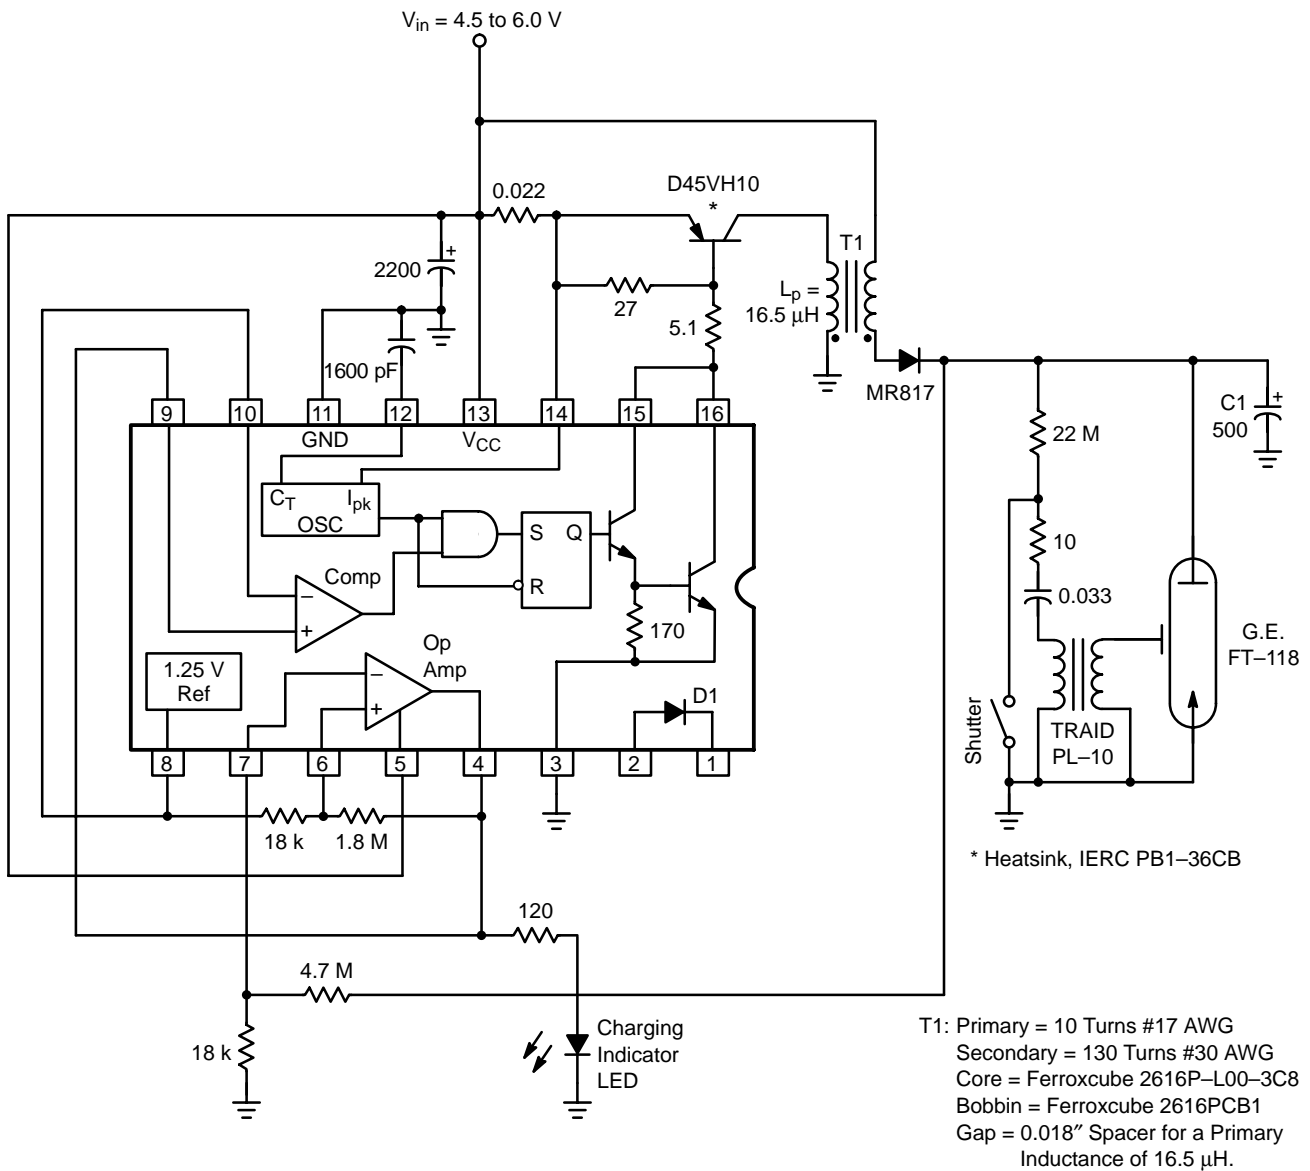 V_in = 4.5 to 6.0 V
D45VH10
*
0.022
T1
2200
+
L_p =
16.5 μH
27
5.1
1600 pF
MR817
C1
500
+
9
10
11
12
13
14
15
16
GND
V_CC
22 M
C_T
I_pk
OSC
S
Q
R
10
Comp
−
+
0.033
170
Op
Amp
−
+
1.25 V
Ref
D1
G.E.
FT–118
Shutter
TRAID
PL–10
8
7
6
5
4
3
2
1
18 k
1.8 M
* Heatsink, IERC PB1–36CB
120
4.7 M
18 k
Charging
Indicator
LED
T1: Primary = 10 Turns #17 AWG
Secondary = 130 Turns #30 AWG
Core = Ferroxcube 2616P–L00–3C8
Bobbin = Ferroxcube 2616PCB1
Gap = 0.018″ Spacer for a Primary
Inductance of 16.5 μH.